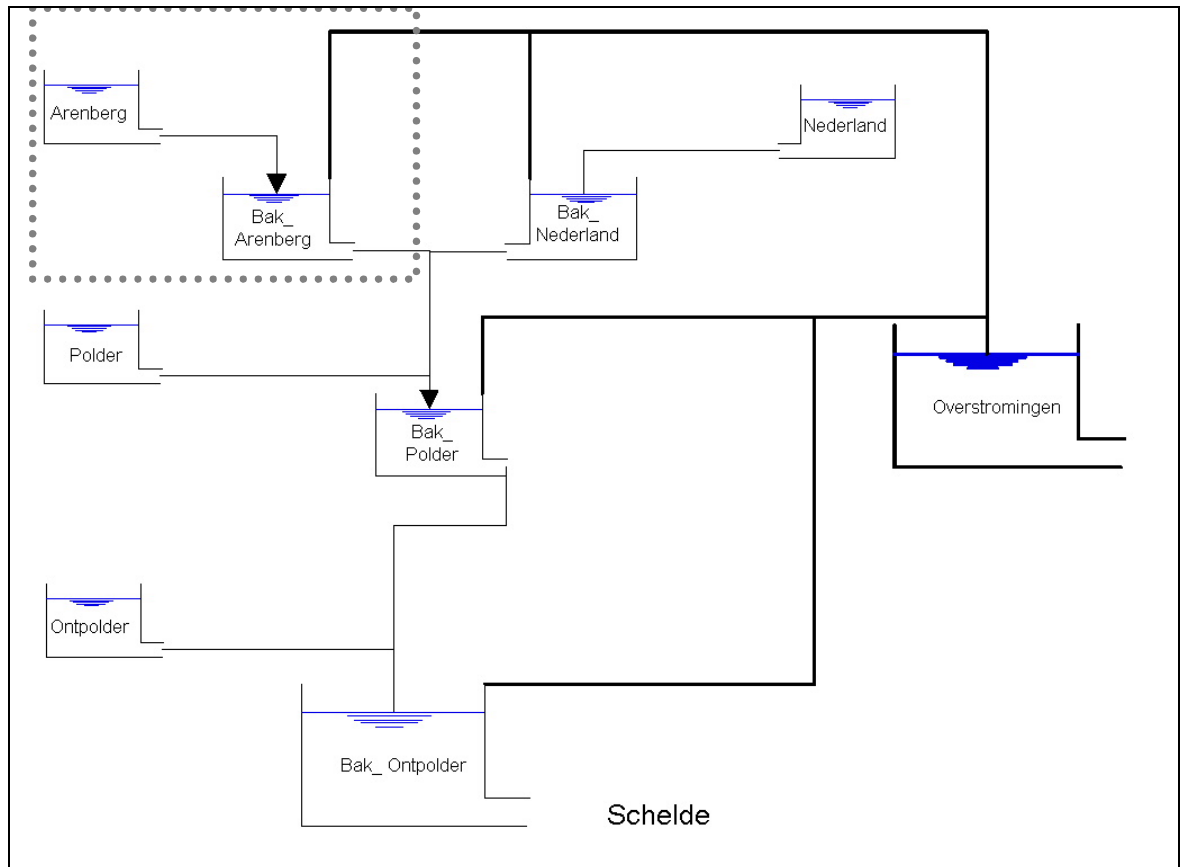 Arenberg
Nederland
Bak_
Arenberg
Bak_
Nederland
Polder
Bak_
Polder
Overstromingen
Ontpolder
Bak_ Ontpolder
Schelde